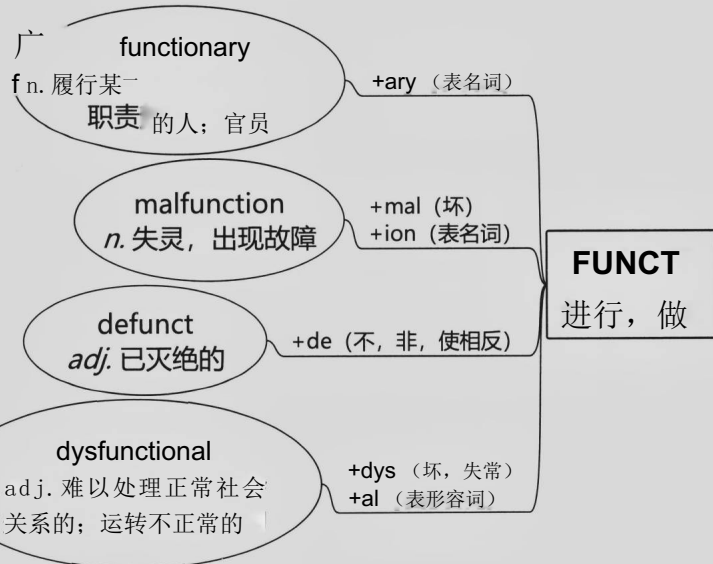 广
functionary
f n. 履行某一
职责 的人；官员
+ary （表名词）
malfunction
n. 失灵，出现故障
+mal（坏）
+ion（表名词）
FUNCT
进行，做
defunct
adj. 已灭绝的
+de（不，非，使相反）
dysfunctional
adj. 难以处理正常社会
关系的；运转不正常的
+dys （坏，失常）
+al （表形容词）